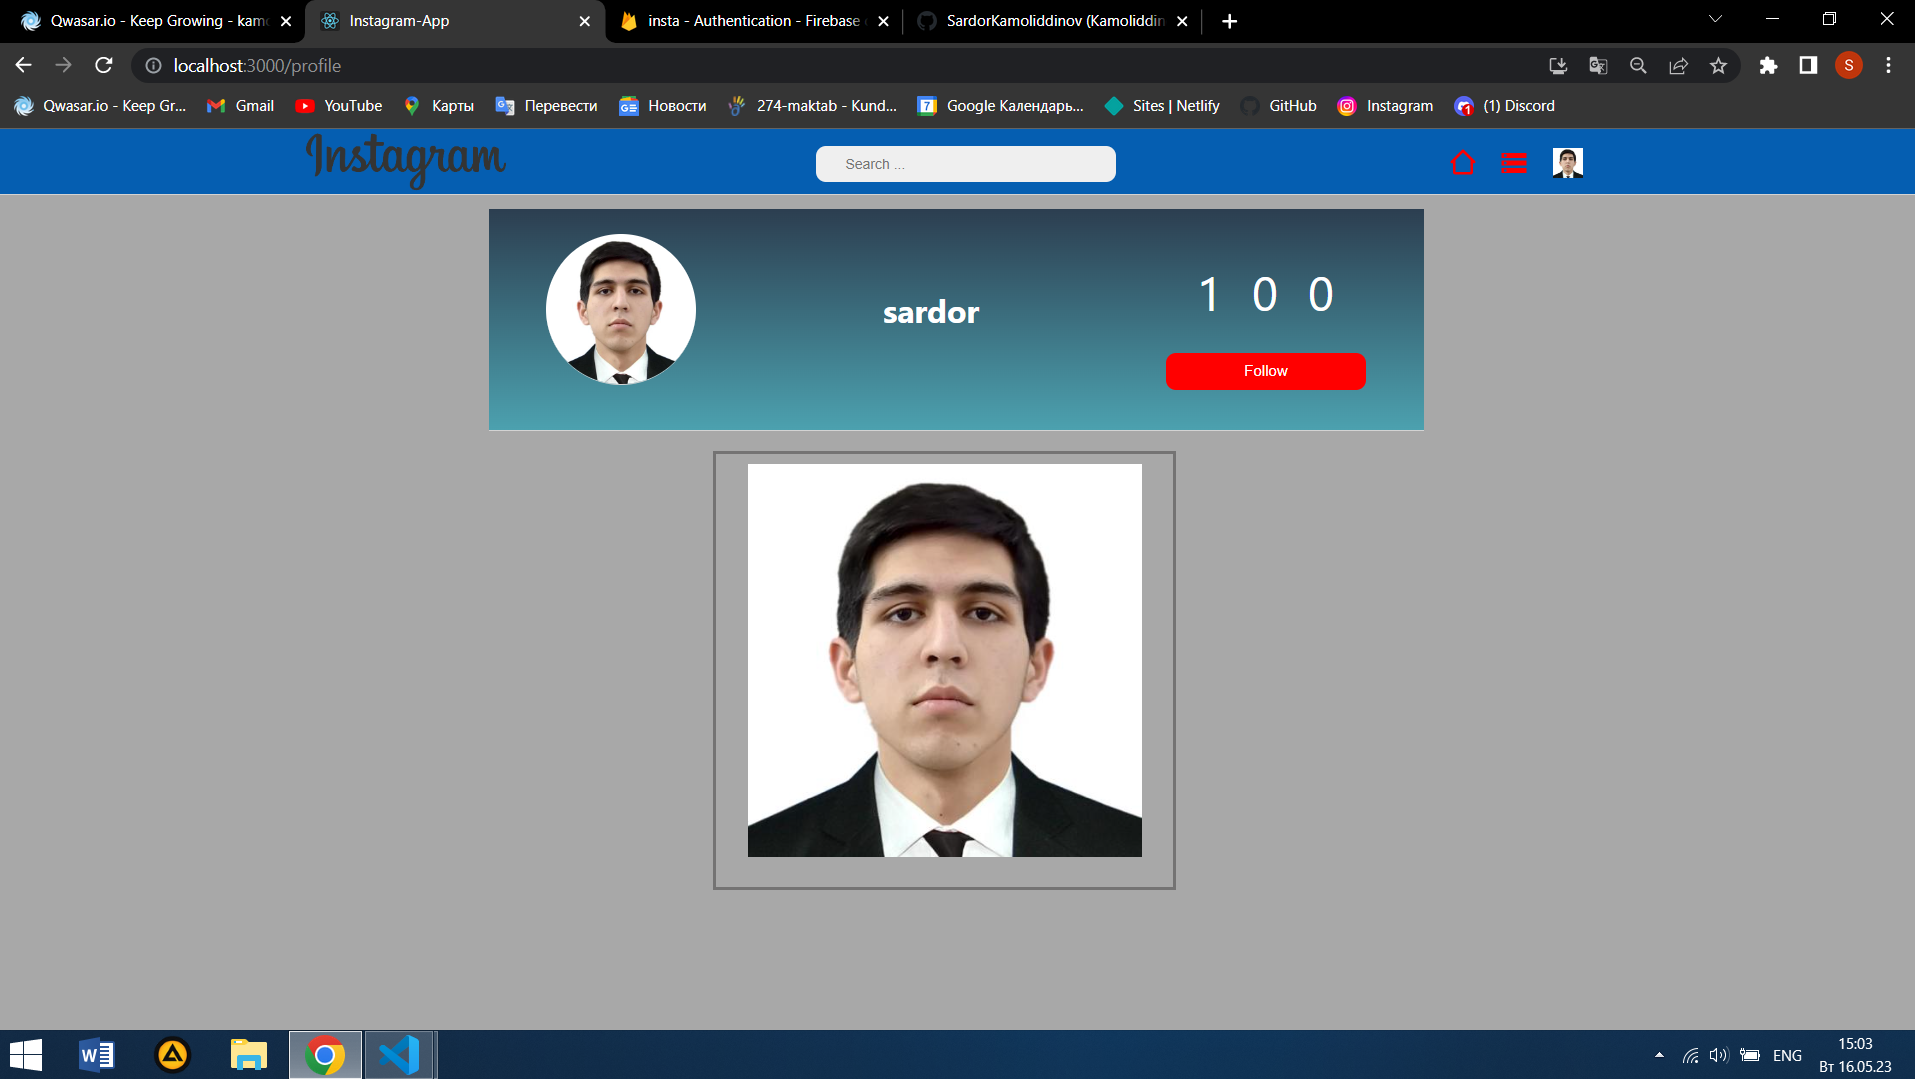 Qwasar.io - Keep Growing - kam
Instagram-App
insta - Authentication - Firebase
SardorKamoliddinov (Kamoliddin
localhost:3000/profile
S
Qwasar.io - Keep Gr...
Gmail
YouTube
Карты
Перевести
Новости
274-maktab - Kund...
7
Google Календарь...
Sites | Netlify
GitHub
Instagram
1
(1) Discord
Instagram
Search ...
sardor
1 0 0
Follow
ENG
15:03
Вт 16.05.23